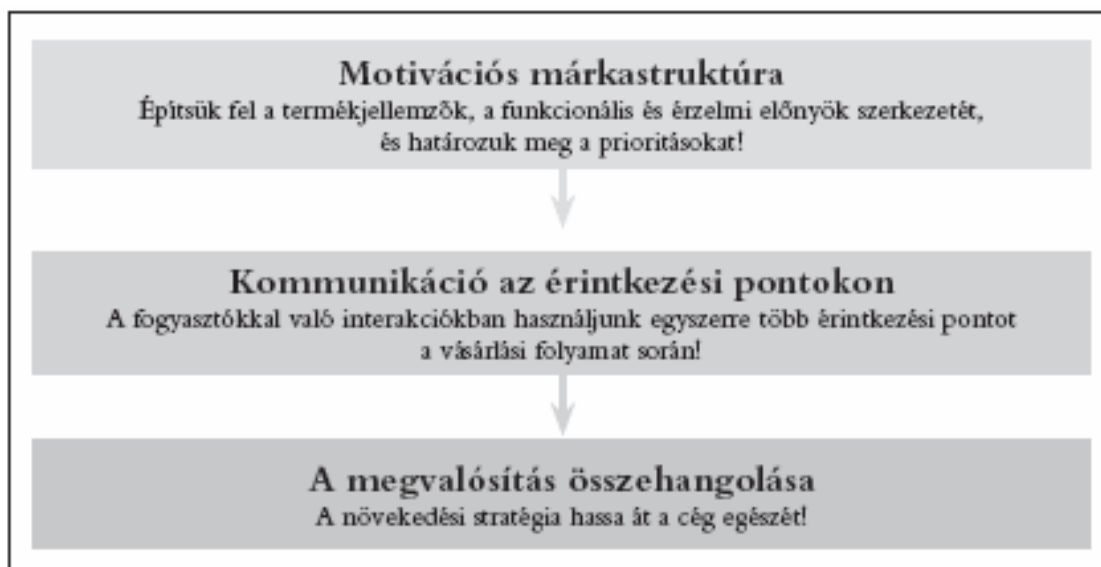 Motivációs márkastruktúra
Építsük fel a termékjellemzõk, a funkcionális és érzelmi előnyök szerkezetét,
és határozuk meg a prioritásokat!
Kommunikáció az érintkezési pontokon
A fogyasztókkal való interakciókban használjunk egyszerre több érintkezési pontot
a vásárlási folyamat során!
A megvalósítás összehangolása
A növekedési stratégia hassa át a cég egészét!